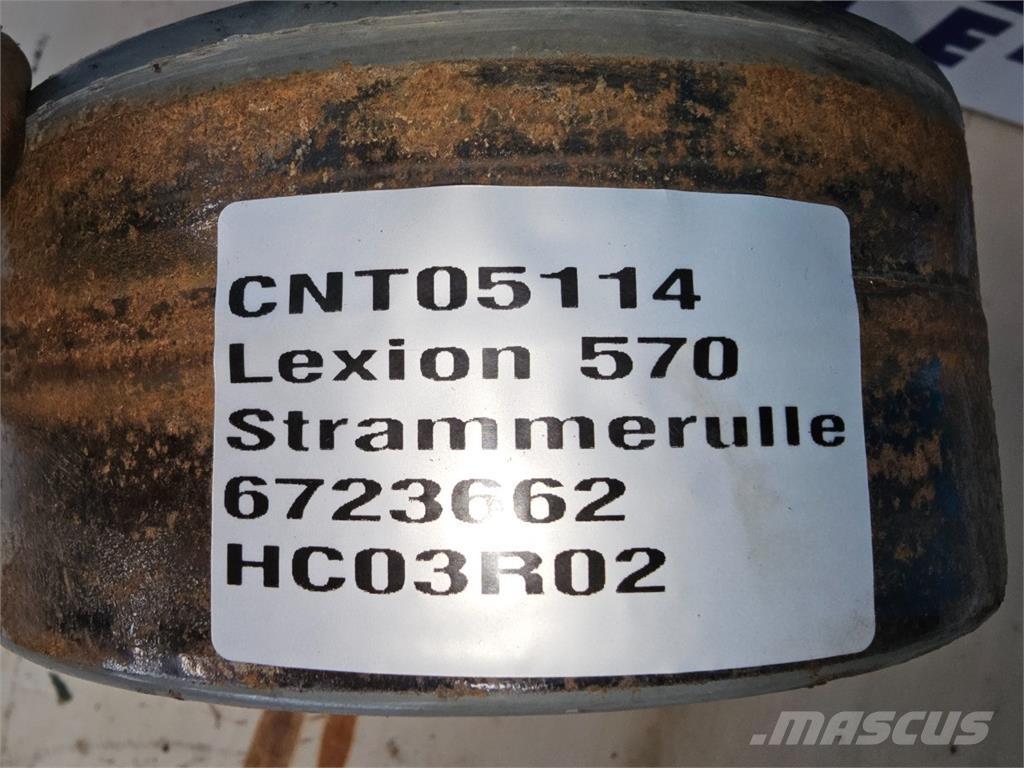 CNT05114
Lexion 570
Strammerulle
6723662
HC03R02
MASCUS